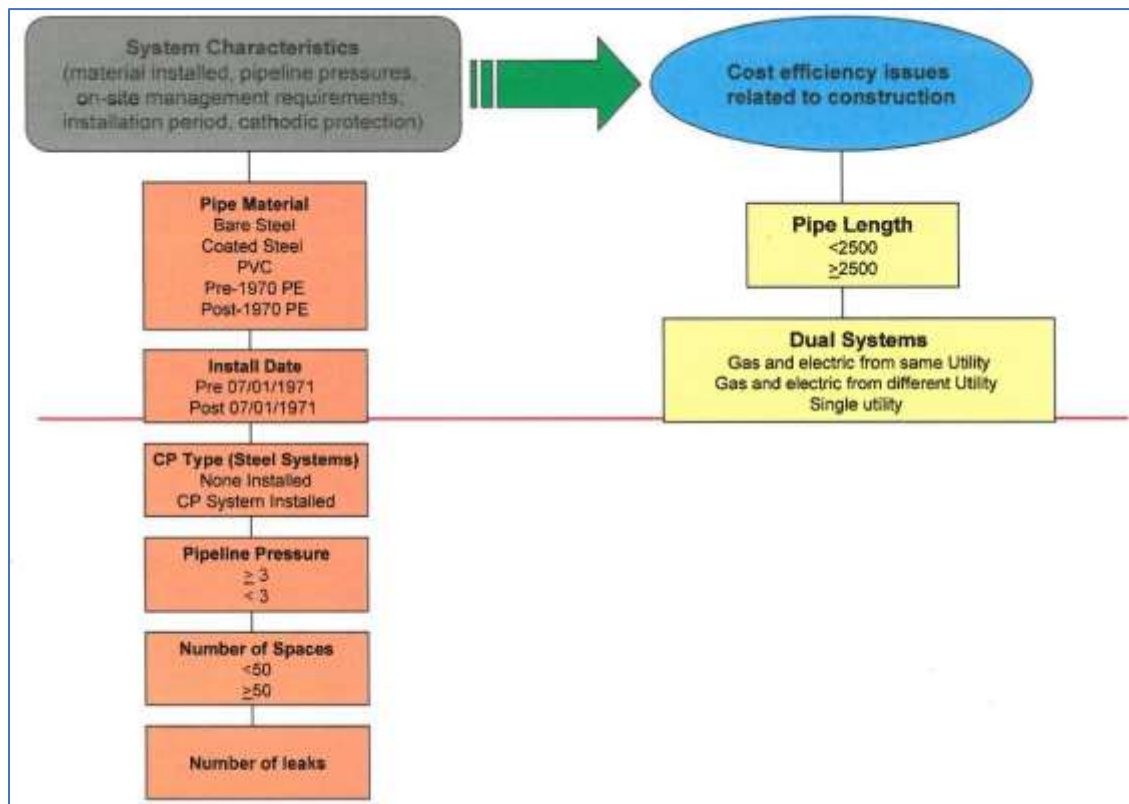 System Characteristics
(material installed, pipeline pressures,
on-site management requirements,
installation period, cathodic protection)
Cost efficiency issues
related to construction
Pipe Material
Bare Steel
Coated Steel
PVC
Pre-1970 PE
Post-1970 PE
Pipe Length
<2500
≥2500
Install Date
Pre 07/01/1971
Post 07/01/1971
Dual Systems
Gas and electric from same Utility
Gas and electric from different Utility
Single utility
CP Type (Steel Systems)
None Installed
CP System Installed
Pipeline Pressure
≥ 3
< 3
Number of Spaces
<50
≥50
Number of leaks